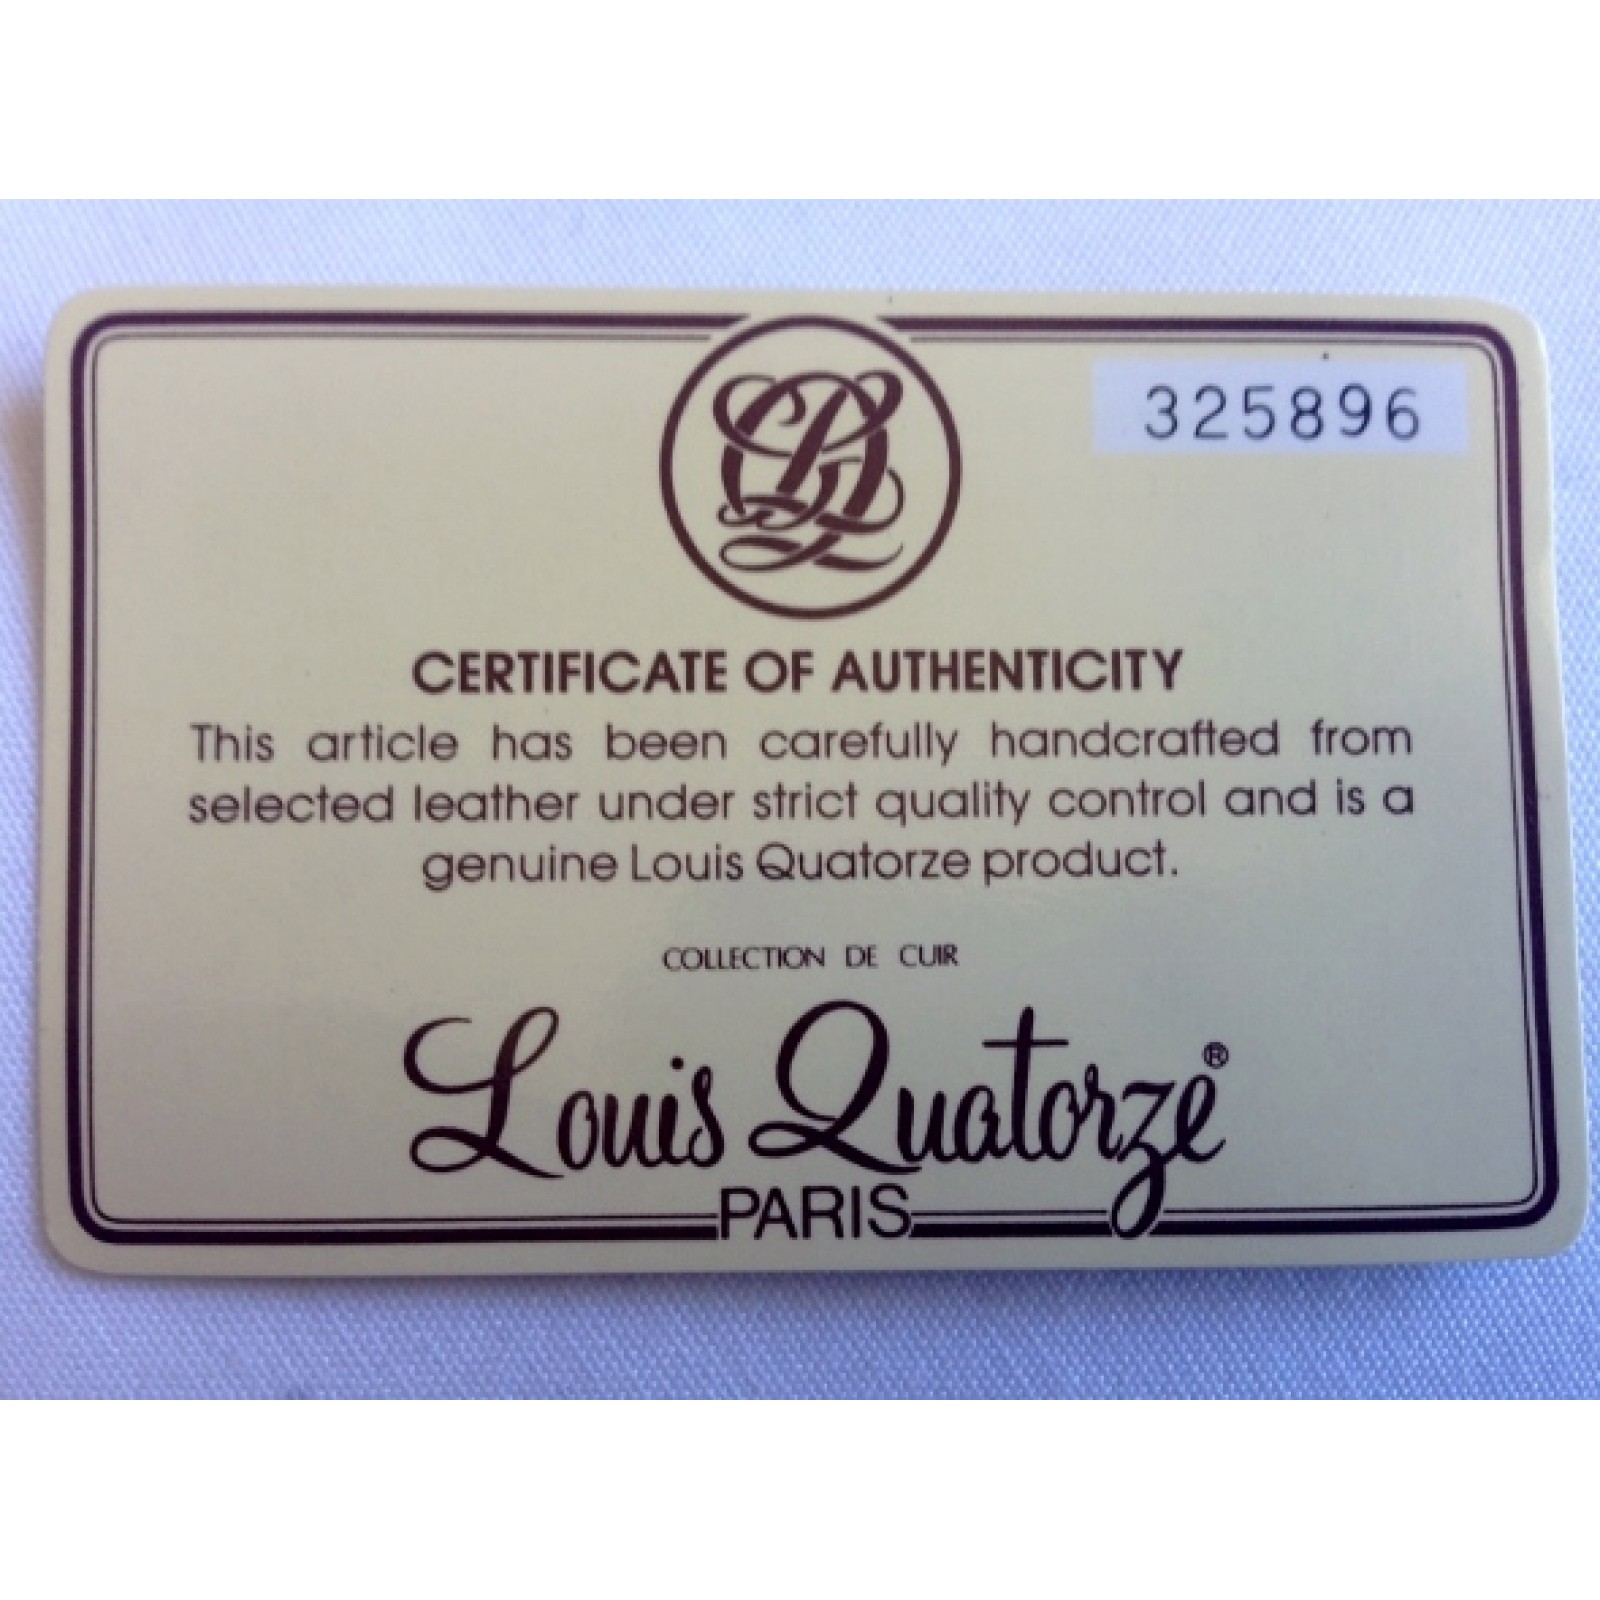 325896
CERTIFICATE OF AUTHENTICITY
This article has been carefully handcrafted from
selected leather under strict quality control and is a
genuine Louis Quatorze product.
COLLECTION DE CUIR
Louis Quatorze®
PARIS